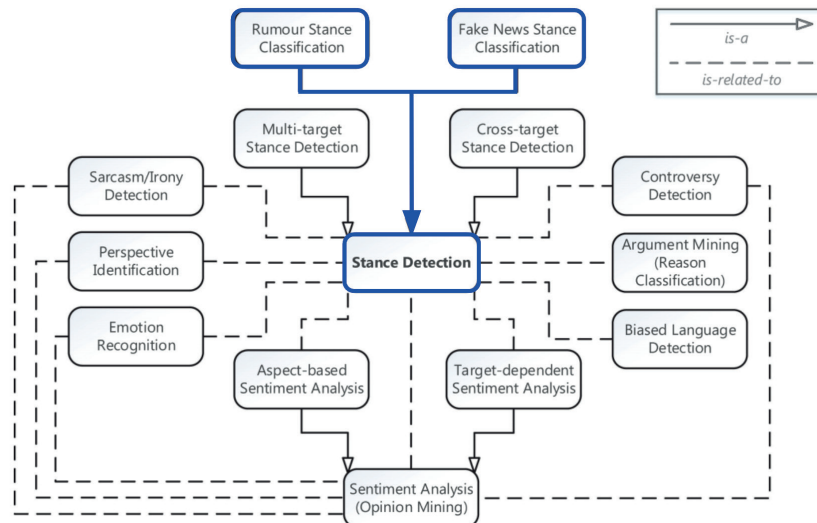 Rumour Stance
Classification
Fake News Stance
Classification
is-a
is-related-to
Multi-target
Stance Detection
Cross-target
Stance Detection
Sarcasm/Irony
Detection
Controversy
Detection
Perspective
Identification
Stance Detection
Argument Mining
(Reason
Classification)
Emotion
Recognition
Biased Language
Detection
Aspect-based
Sentiment Analysis
Target-dependent
Sentiment Analysis
Sentiment Analysis
(Opinion Mining)